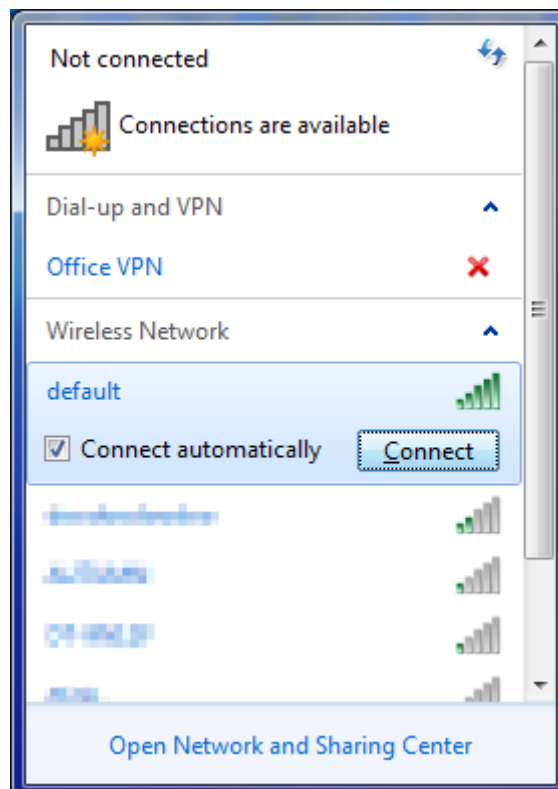 Not connected
Connections are available
Dial-up and VPN
Office VPN
Wireless Network
default
Connect automatically
Connect
Open Network and Sharing Center